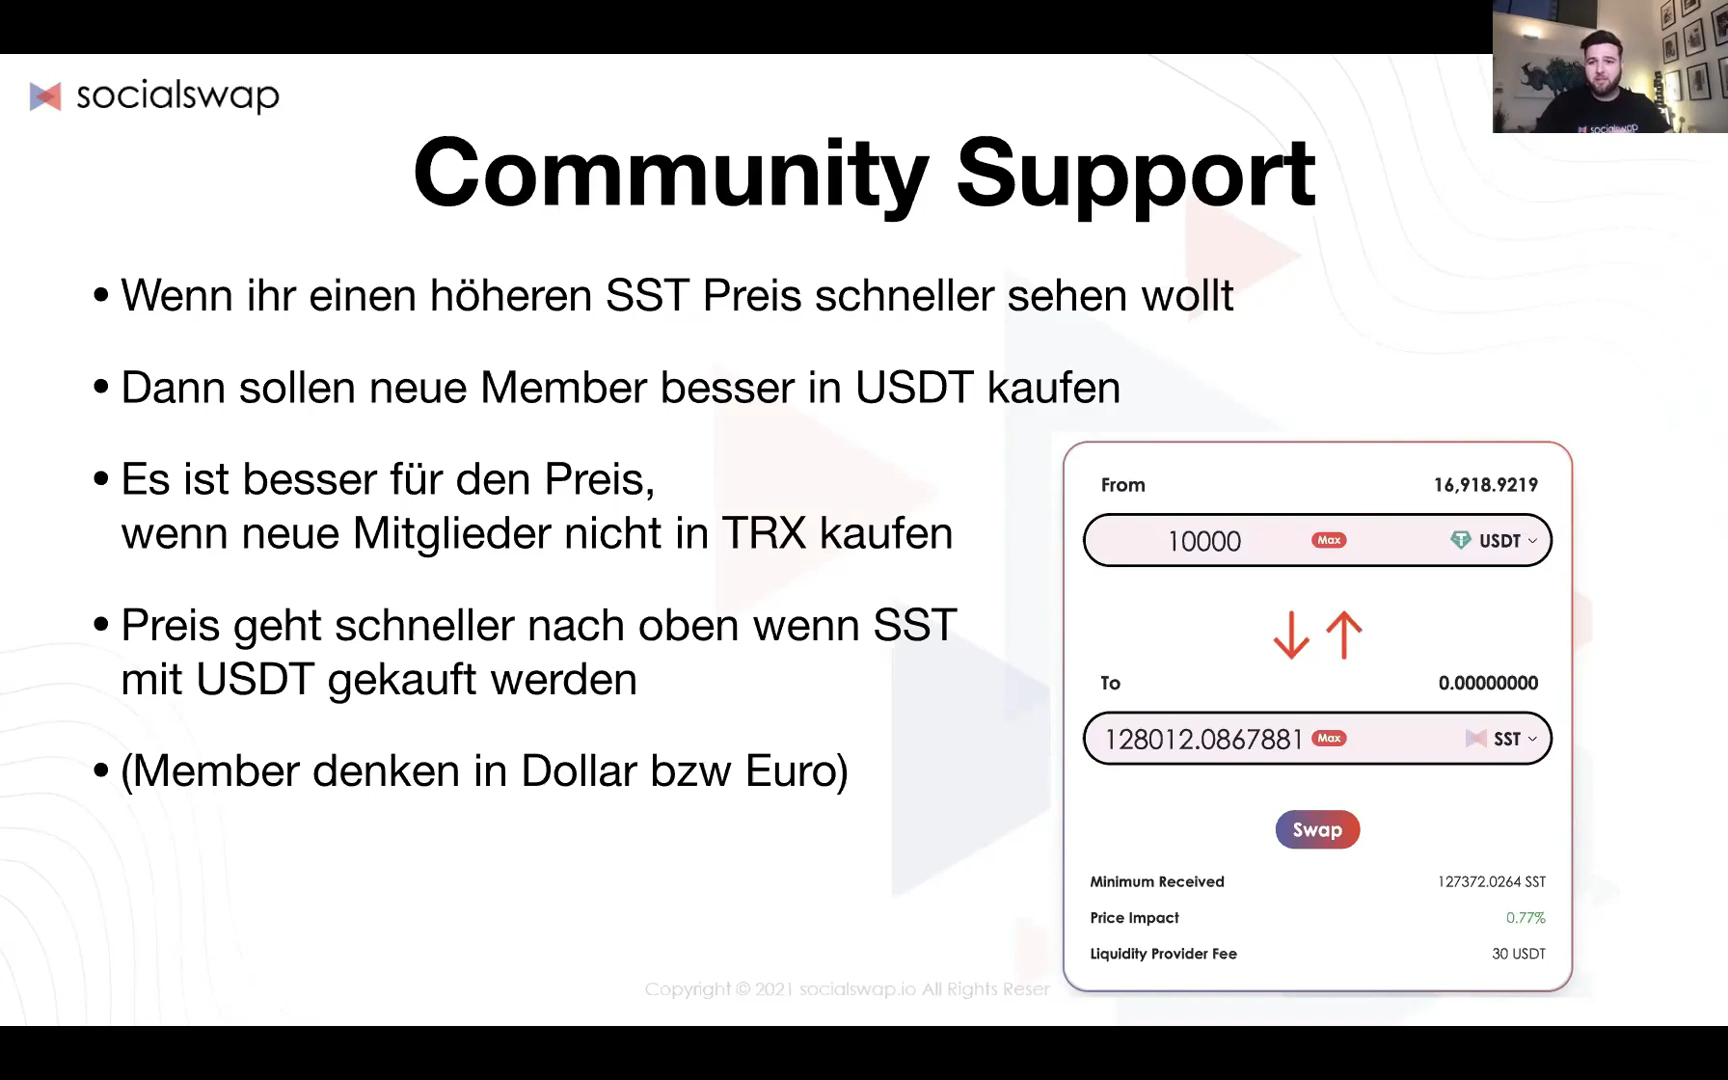 socialswap
socialswap
Community Support
• Wenn ihr einen höheren SST Preis schneller sehen wollt
• Dann sollen neue Member besser in USDT kaufen
• Es ist besser für den Preis,
wenn neue Mitglieder nicht in TRX kaufen
• Preis geht schneller nach oben wenn SST
mit USDT gekauft werden
• (Member denken in Dollar bzw Euro)
From 16,918.9219
10000 Max USDT
To 0.00000000
128012.0867881 Max SST
Swap
Minimum Received 127372.0264 SST
Price Impact 0.77%
Liquidity Provider Fee 30 USDT
Copyright © 2021 socialswap.io All Rights Reser